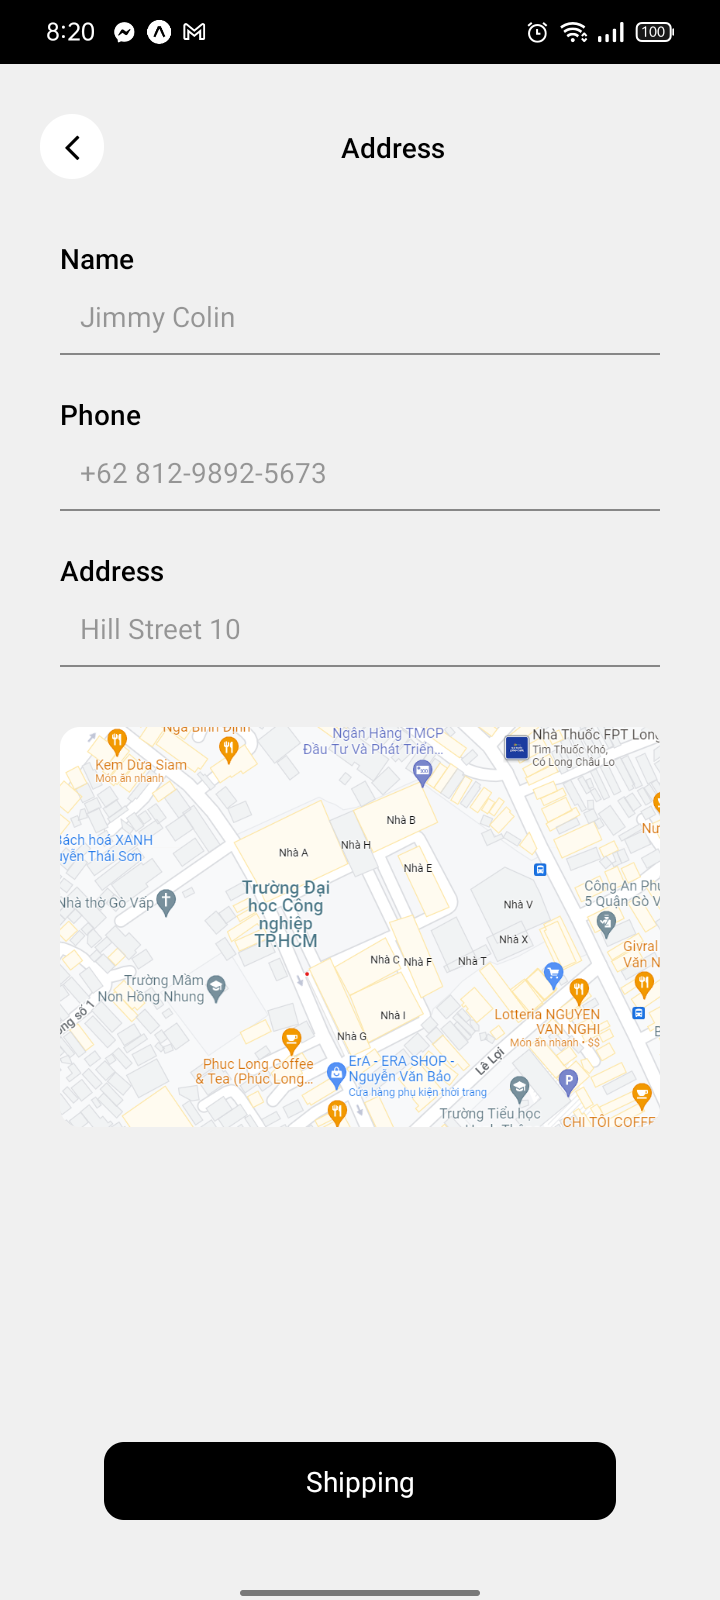 8:20
100
Address
Name
Jimmy Colin
Phone
+62 812-9892-5673
Address
Hill Street 10
Nga Bình Định
Ngân Hàng TMCP
Đầu Tư Và Phát Triển...
Nhà Thuốc FPT Long
Tìm Thuốc Khó,
Có Long Châu Lo
Kem Dừa Siam
Món ăn nhanh
Nhà B
Nhà H
Nhà A
Nhà E
Bách hoá XANH
uyễn Thái Sơn
Trường Đại
học Công
nghiệp
TP.HCM
Nhà thờ Gò Vấp
Nhà V
Công An Phư
5 Quận Gò V
Nhà X
Nhà C
Nhà F
Nhà T
Givral
Văn N
Trường Mầm
Non Hồng Nhung
ng số 1
Nhà I
Lotteria NGUYEN
VAN NGHI
Món ăn nhanh • $$
Nhà G
Phuc Long Coffee
& Tea (Phúc Long...
ErA - ERA SHOP -
Nguyễn Văn Bảo
Cửa hàng phụ kiện thời trang
Lê Lợi
P
Trường Tiểu học
CHI TÔI COFFE
Shipping